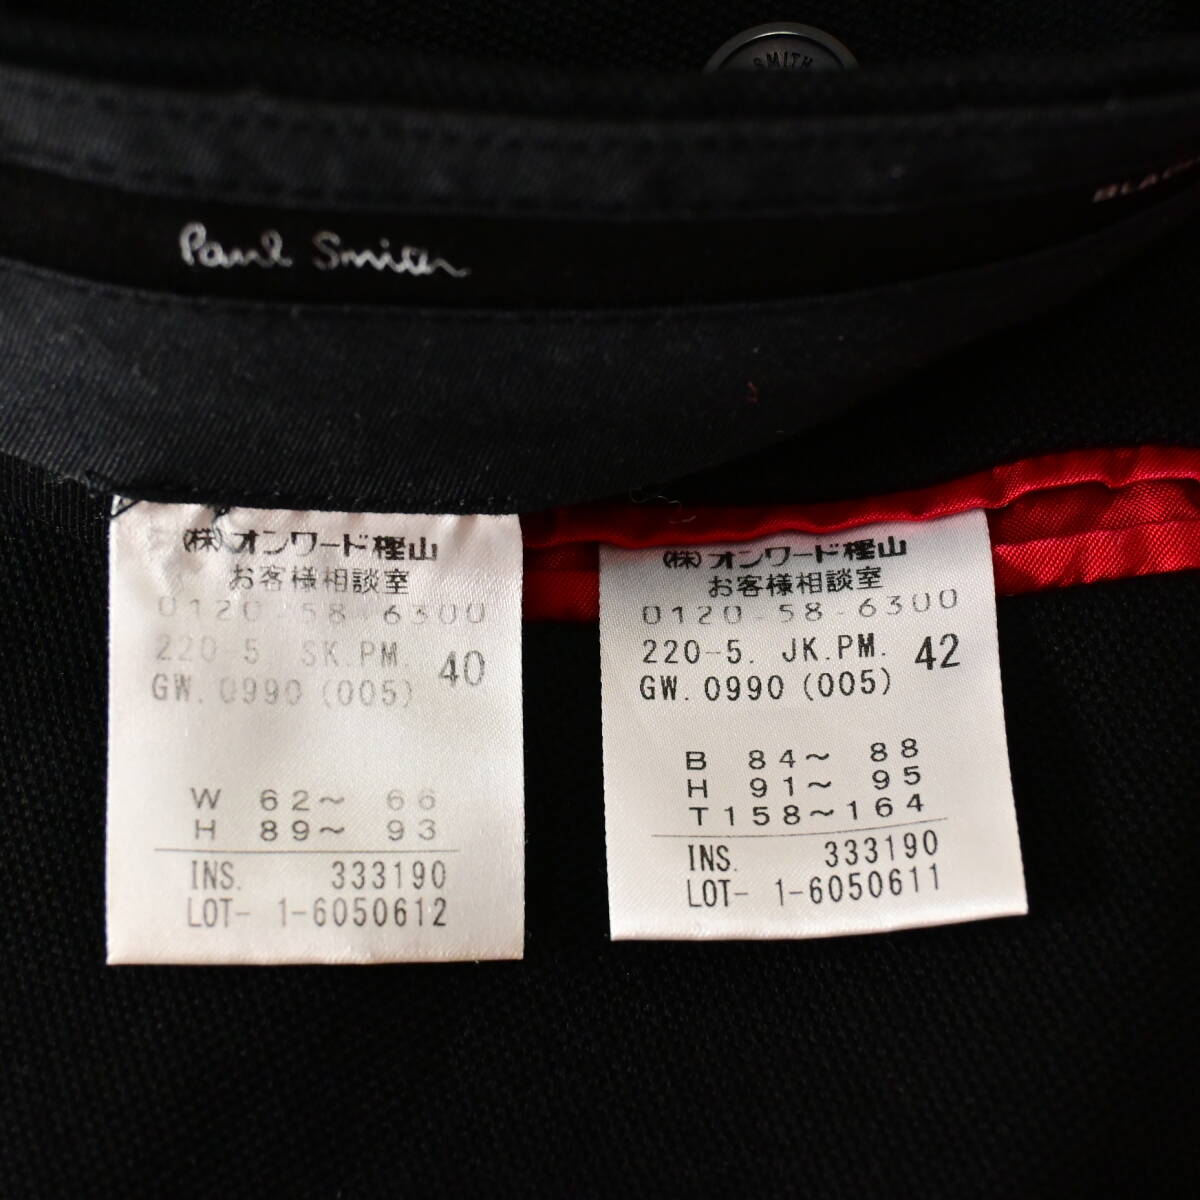 SMITH
Paul Smith
(株)オンワード樫山
お客様相談室
0120-58-6300
220-5 SK.PM. 40
GW. 0990 (005)
W 62～ 66
H 89～ 93
INS. 333190
LOT- 1-6050612
(株)オンワード樫山
お客様相談室
0120-58-6300
220-5. JK.PM. 42
GW. 0990 (005)
B 84～ 88
H 91～ 95
T158～164
INS. 333190
LOT- 1-6050611